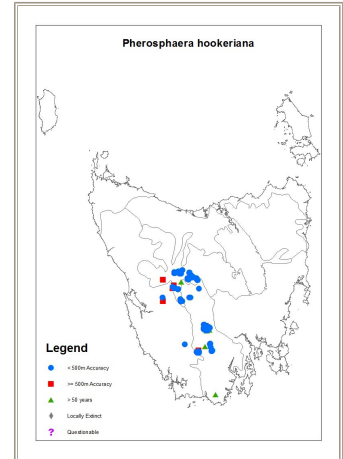 Pherosphaera hookeriana
Legend
< 500m Accuracy
>= 500m Accuracy
> 50 years
Locally Extinct
? Questionable